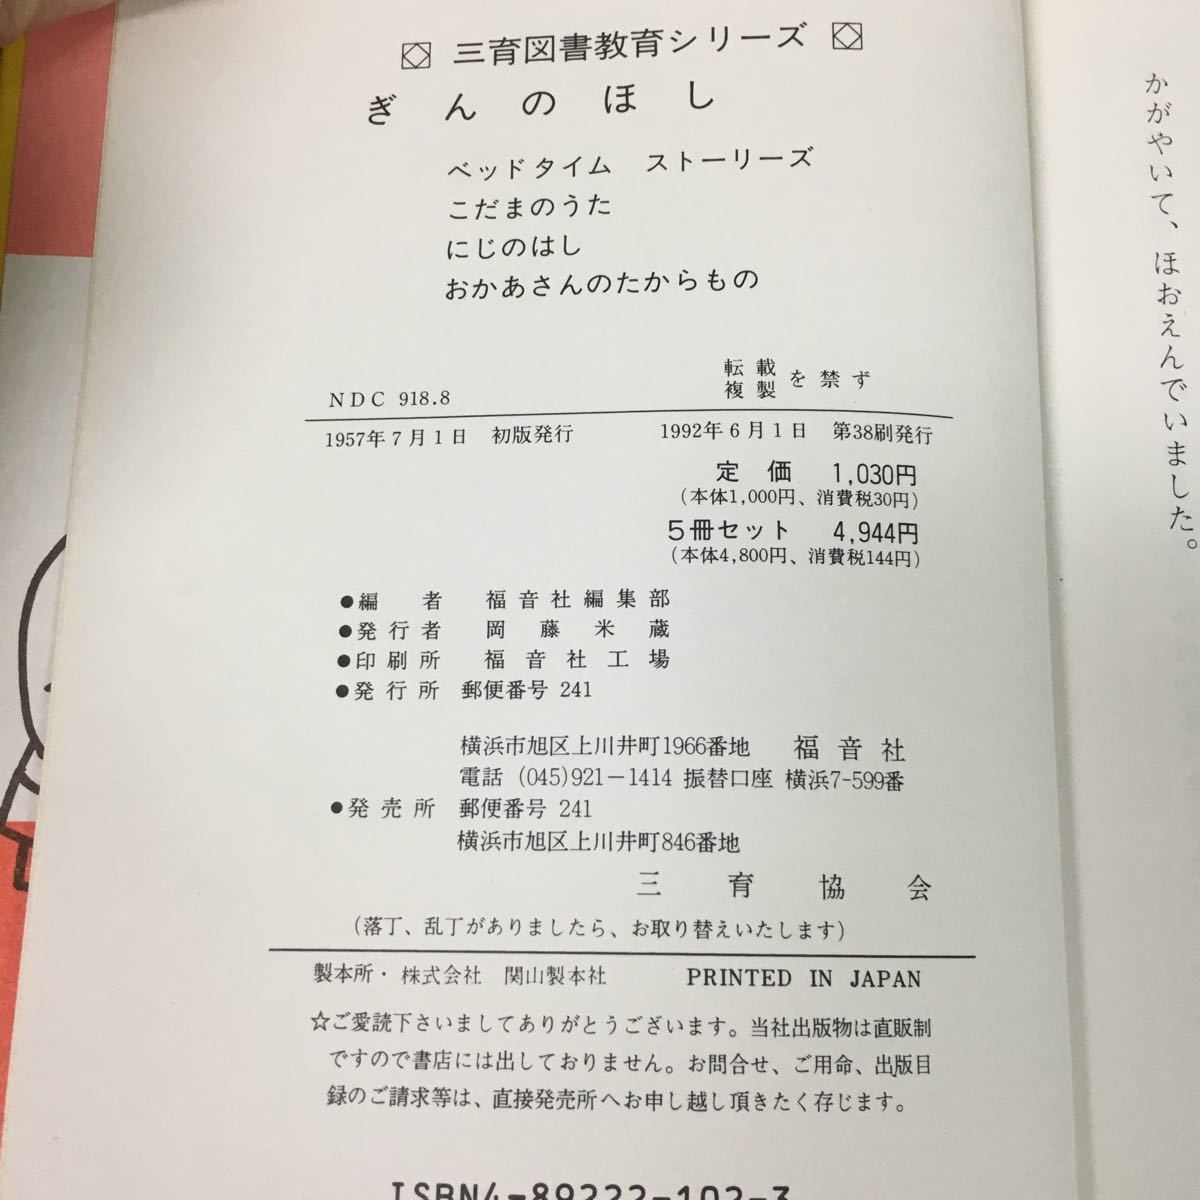 三育図書教育シリーズ
ぎんのほし
ベッドタイム ストーリーズ
こだまのうた
にじのはし
おかあさんのたからもの
NDC 918.8
転載
複製 を禁ず
1957年7月1日 初版発行 1992年6月1日 第38刷発行
定価 1,030円
(本体1,000円、消費税30円)
5冊セット 4,944円
(本体4,800円、消費税144円)
●編者 福音社編集部
●発行者 岡藤米蔵
●印刷所 福音社工場
●発行所 郵便番号 241
横浜市旭区上川井町1966番地 福音社
電話 (045)921-1414 振替口座 横浜7-599番
●発売所 郵便番号 241
横浜市旭区上川井町846番地
三育協会
(落丁、乱丁がありましたら、お取り替えいたします)
製本所・株式会社 関山製本社 PRINTED IN JAPAN
☆ご愛読下さいましてありがとうございます。当社出版物は直販制
ですので書店には出しておりません。お問合せ、ご用命、出版目
録のご請求等は、直接発売所へお申し越し頂きたく存じます。
ISBN4-89222-102-3
かがやいて、ほおえんでいました。